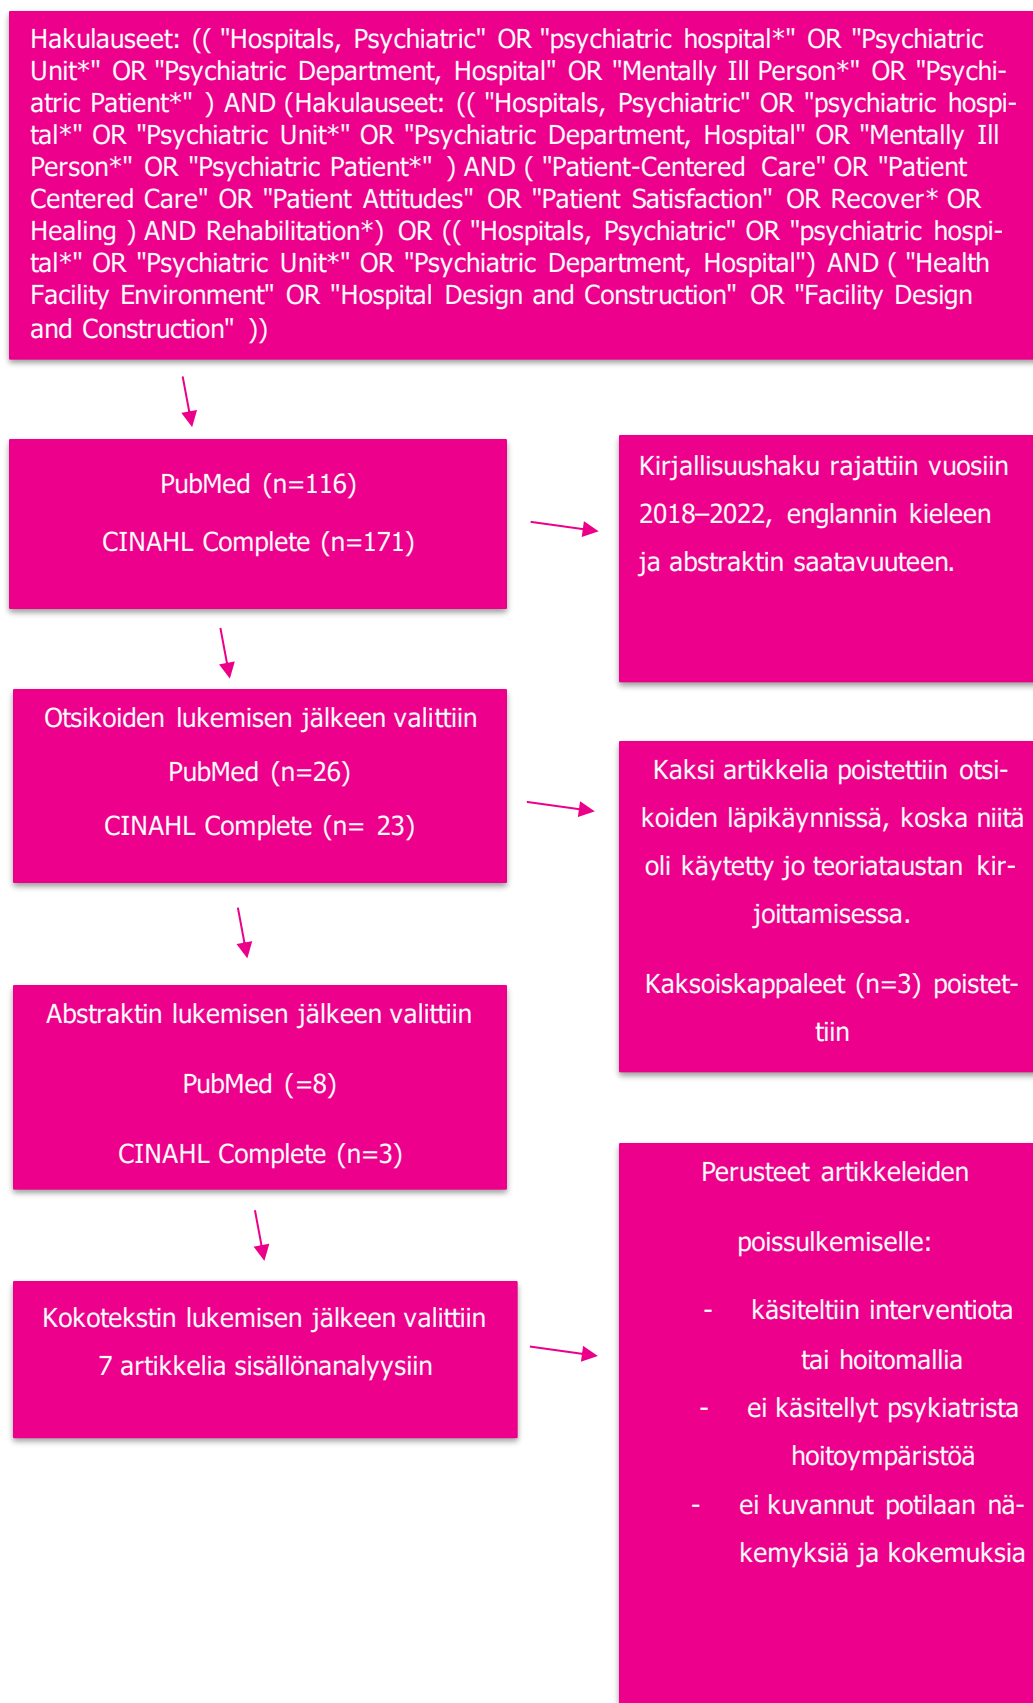 Hakulauseet: (( "Hospitals, Psychiatric" OR "psychiatric hospital*" OR "Psychiatric
Unit*" OR "Psychiatric Department, Hospital" OR "Mentally Ill Person*" OR "Psychi-
atric Patient*" ) AND (Hakulauseet: (( "Hospitals, Psychiatric" OR "psychiatric hospi-
tal*" OR "Psychiatric Unit*" OR "Psychiatric Department, Hospital" OR "Mentally Ill
Person*" OR "Psychiatric Patient*" ) AND ( "Patient-Centered Care" OR "Patient
Centered Care" OR "Patient Attitudes" OR "Patient Satisfaction" OR Recover* OR
Healing ) AND Rehabilitation*) OR (( "Hospitals, Psychiatric" OR "psychiatric hospi-
tal*" OR "Psychiatric Unit*" OR "Psychiatric Department, Hospital") AND ( "Health
Facility Environment" OR "Hospital Design and Construction" OR "Facility Design
and Construction" ))
PubMed (n=116)
CINAHL Complete (n=171)
Kirjallisuushaku rajattiin vuosiin
2018–2022, englannin kieleen
ja abstraktin saatavuuteen.
Otsikoiden lukemisen jälkeen valittiin
PubMed (n=26)
CINAHL Complete (n= 23)
Kaksi artikkelia poistettiin otsi-
koiden läpikäynnissä, koska niitä
oli käytetty jo teoriataustan kir-
joittamisessa.
Kaksoiskappaleet (n=3) poistet-
tiin
Abstraktin lukemisen jälkeen valittiin
PubMed (=8)
CINAHL Complete (n=3)
Kokotekstin lukemisen jälkeen valittiin
7 artikkelia sisällönanalyysiin
Perusteet artikkeleiden
poissulkemiselle:
- käsiteltiin interventiota
tai hoitomallia
- ei käsitellyt psykiatrista
hoitoympäristöä
- ei kuvannut potilaan nä-
kemyksiä ja kokemuksia